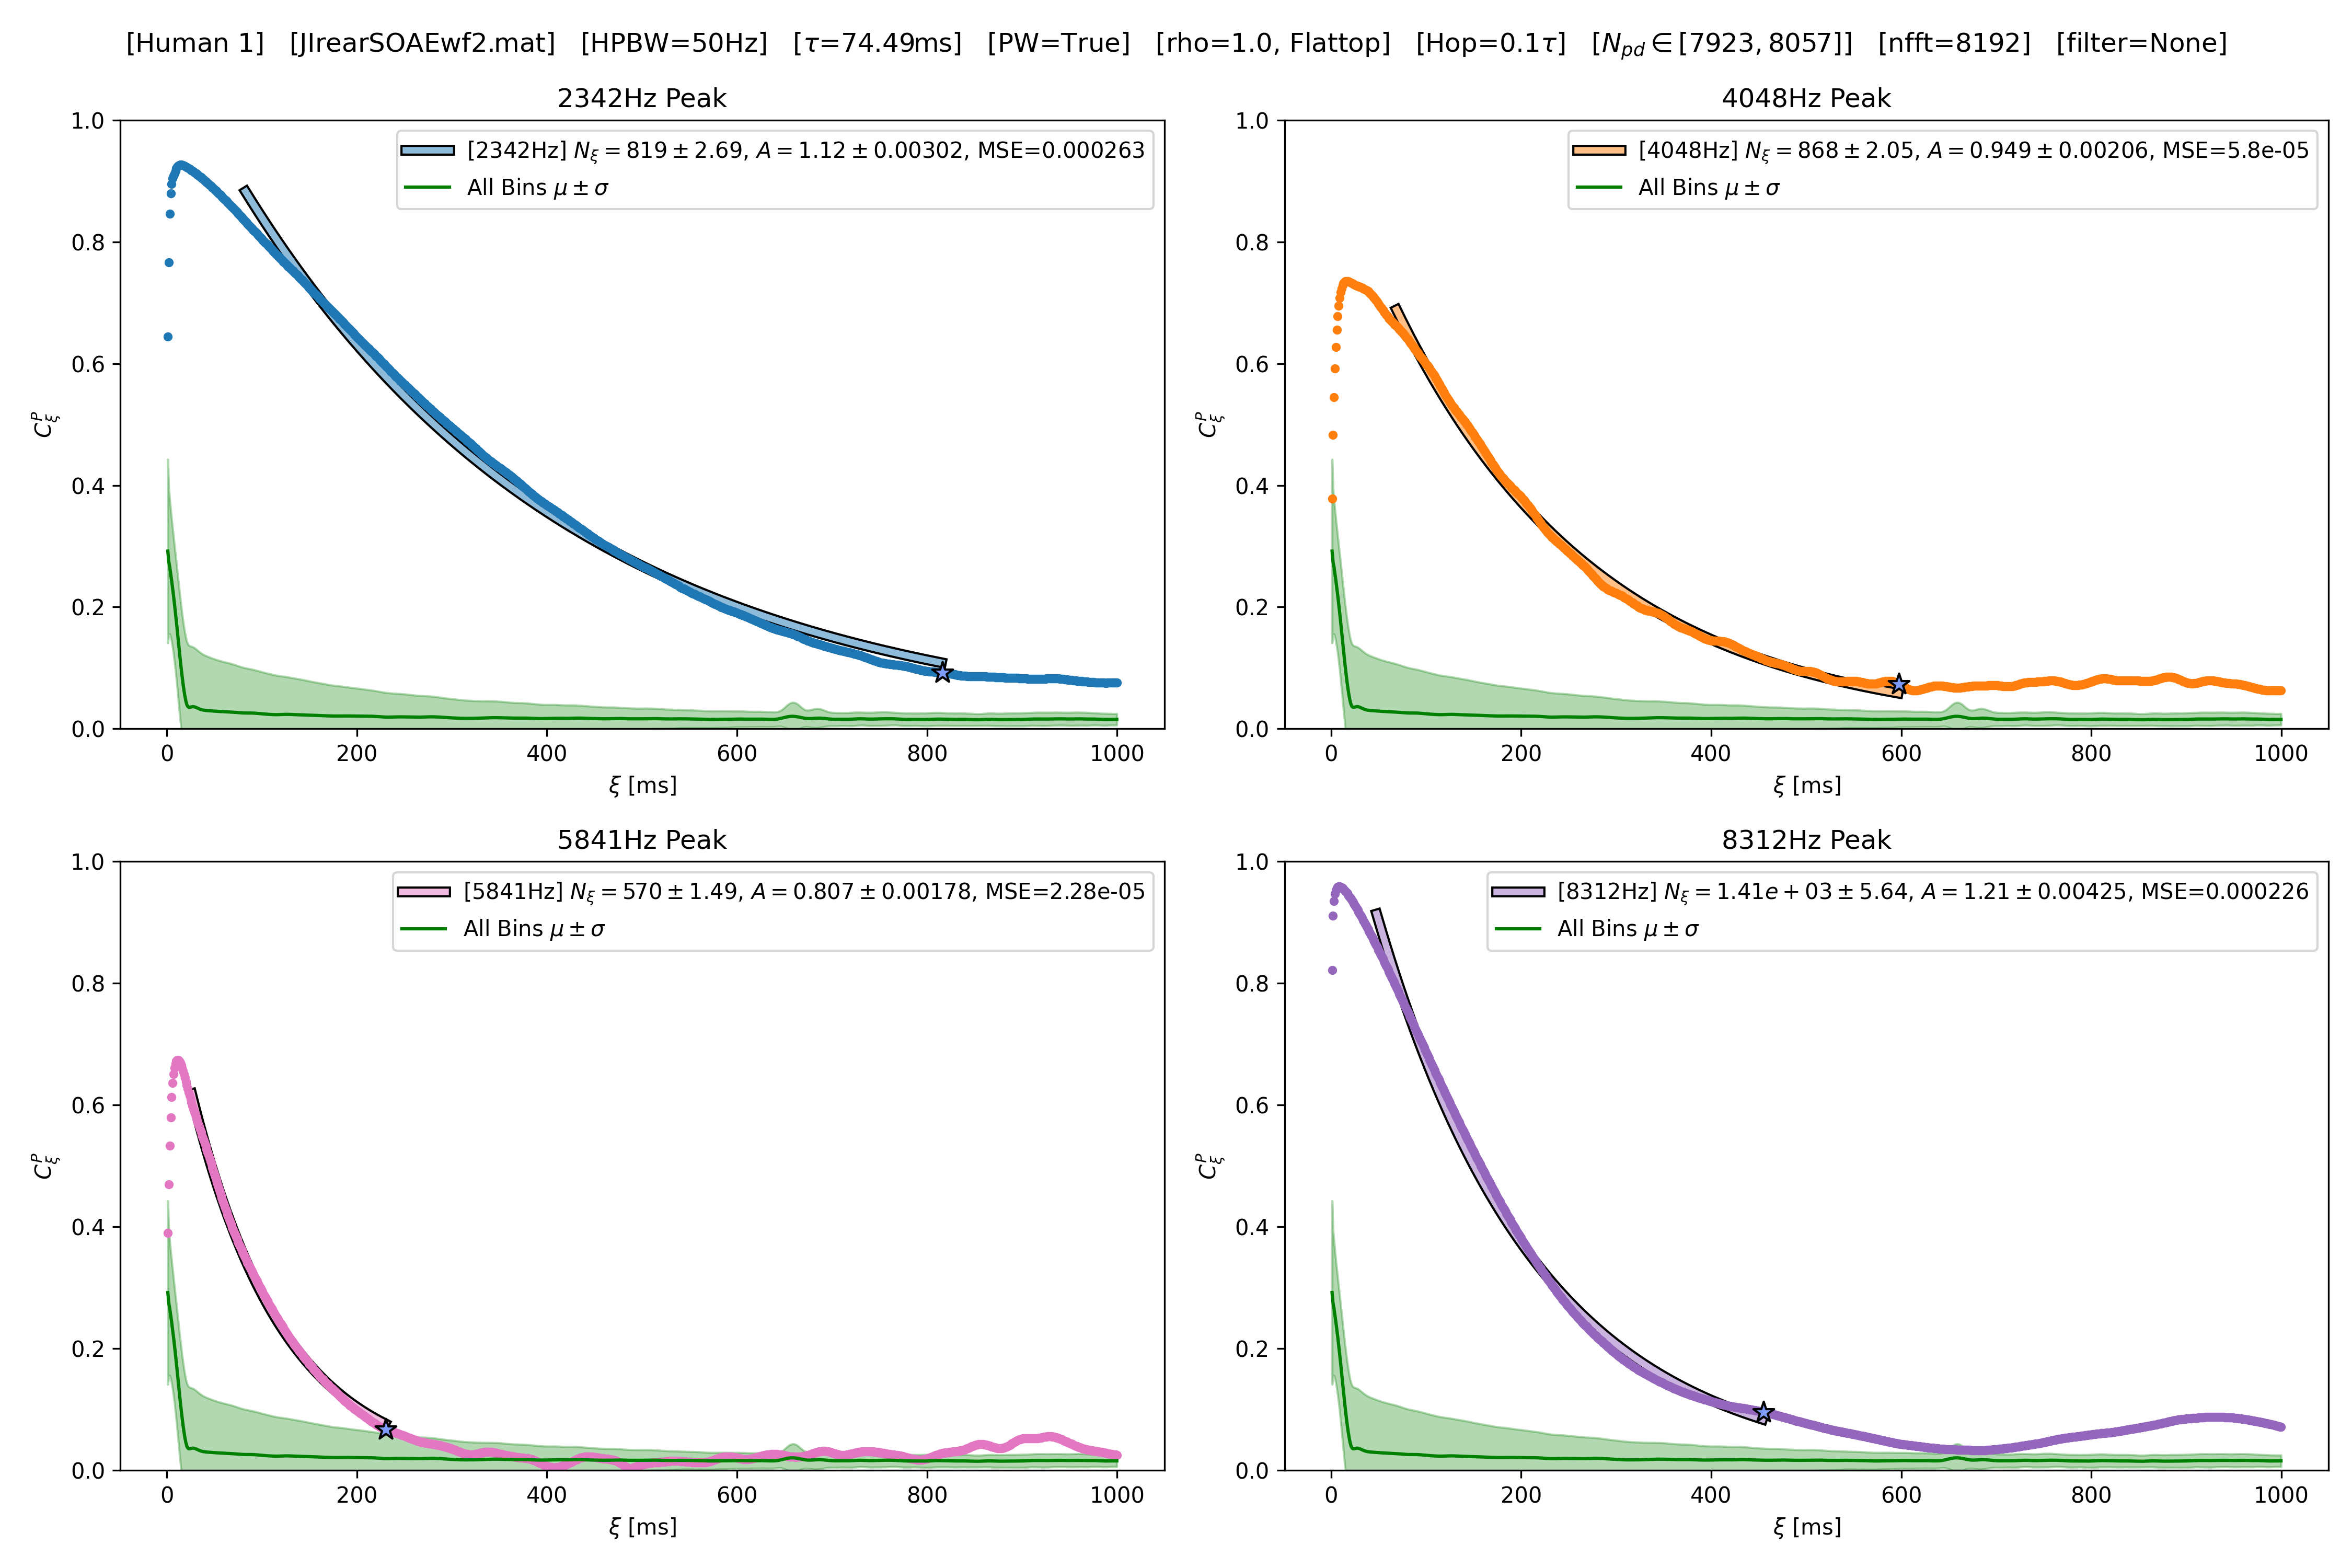 [Human 1] [JIrearSOAEwf2.mat] [HPBW=50Hz] [τ=74.49ms] [PW=True] [rho=1.0, Flattop] [Hop=0.1τ] [N_{pd} ∈ [7923, 8057]] [nfft=8192] [filter=None]
2342Hz Peak
[2342Hz] N_ξ = 819 ± 2.69, A = 1.12 ± 0.00302, MSE=0.000263
All Bins μ ± σ
1.0
0.8
0.6
0.4
0.2
0.0
C_ξ^P
0 200 400 600 800 1000
ξ [ms]
4048Hz Peak
[4048Hz] N_ξ = 868 ± 2.05, A = 0.949 ± 0.00206, MSE=5.8e-05
All Bins μ ± σ
1.0
0.8
0.6
0.4
0.2
0.0
C_ξ^P
0 200 400 600 800 1000
ξ [ms]
5841Hz Peak
[5841Hz] N_ξ = 570 ± 1.49, A = 0.807 ± 0.00178, MSE=2.28e-05
All Bins μ ± σ
1.0
0.8
0.6
0.4
0.2
0.0
C_ξ^P
0 200 400 600 800 1000
ξ [ms]
8312Hz Peak
[8312Hz] N_ξ = 1.41e + 03 ± 5.64, A = 1.21 ± 0.00425, MSE=0.000226
All Bins μ ± σ
1.0
0.8
0.6
0.4
0.2
0.0
C_ξ^P
0 200 400 600 800 1000
ξ [ms]